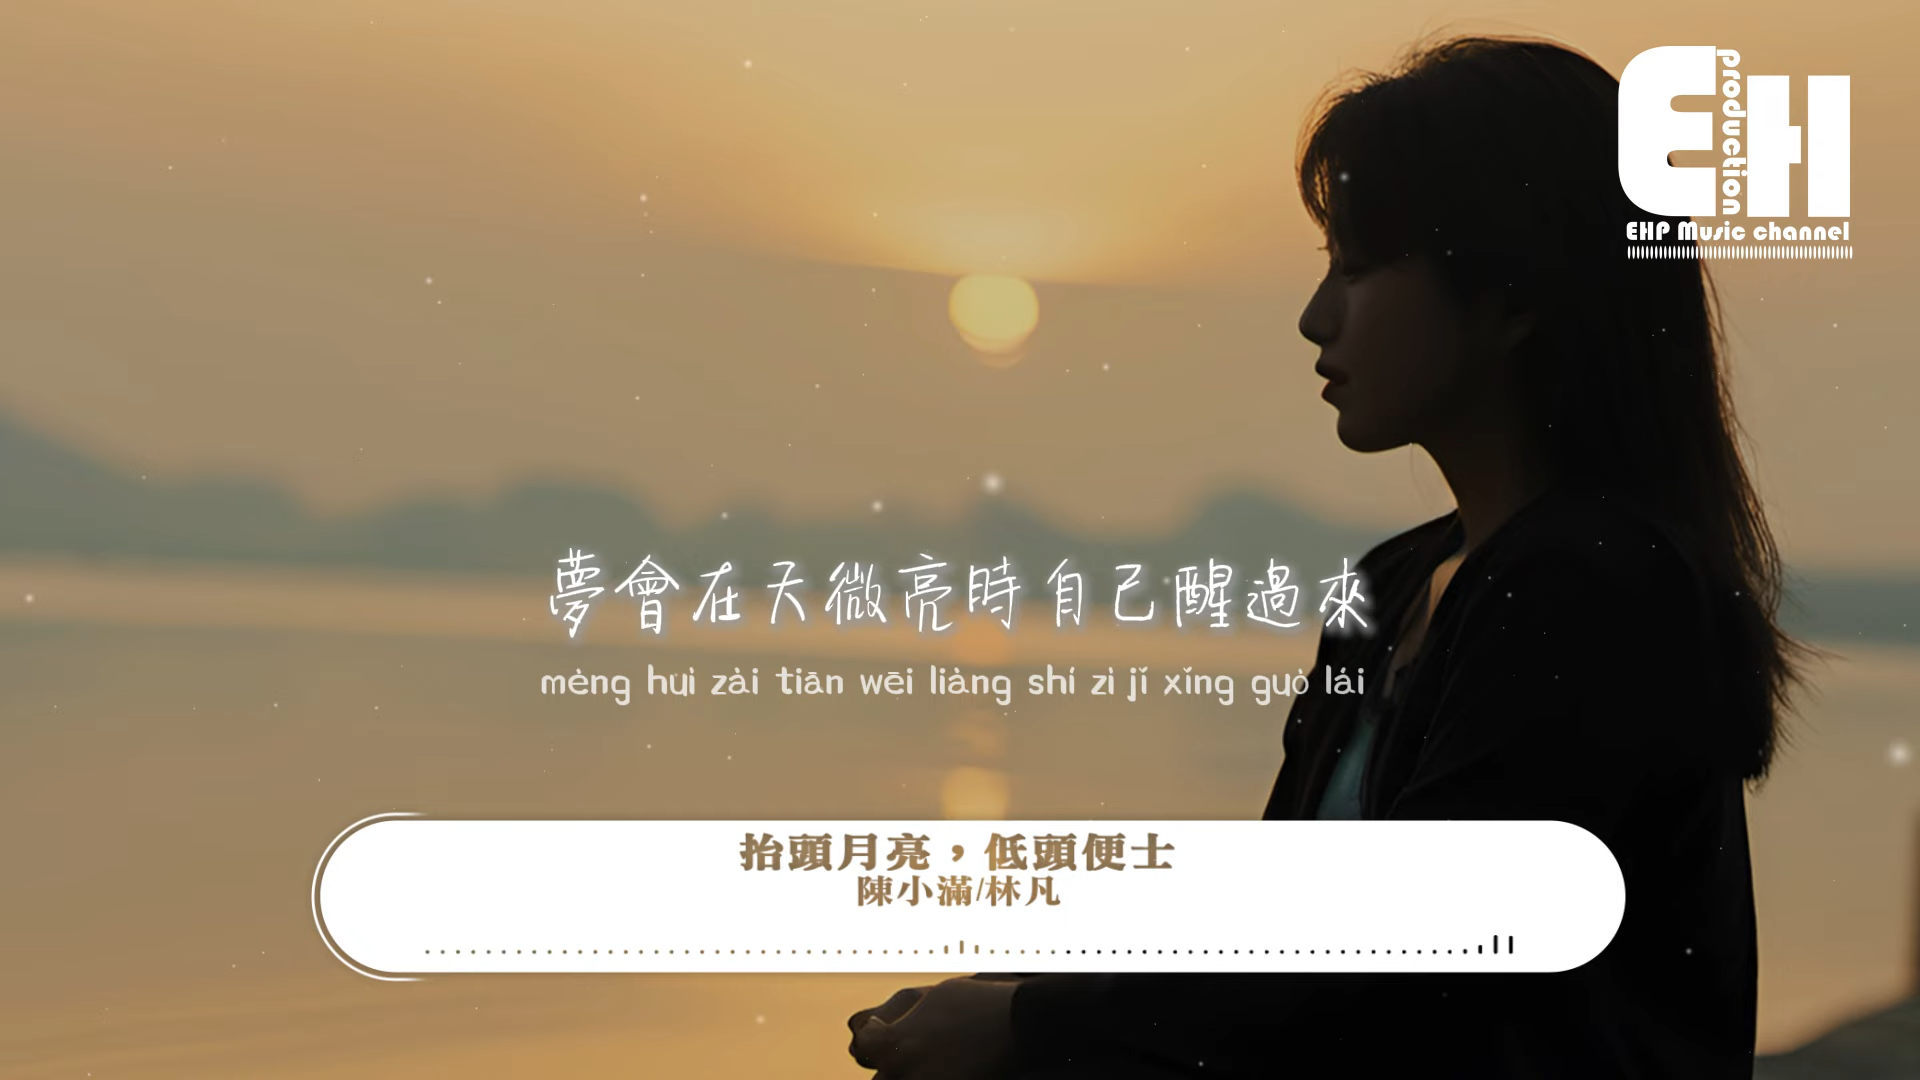 EH
production
EHP Music channel
夢會在天微亮時自己醒過來
mèng huì zài tiān wēi liàng shí zì jǐ xǐng guò lái
抬頭月亮，低頭便士
陳小滿/林凡